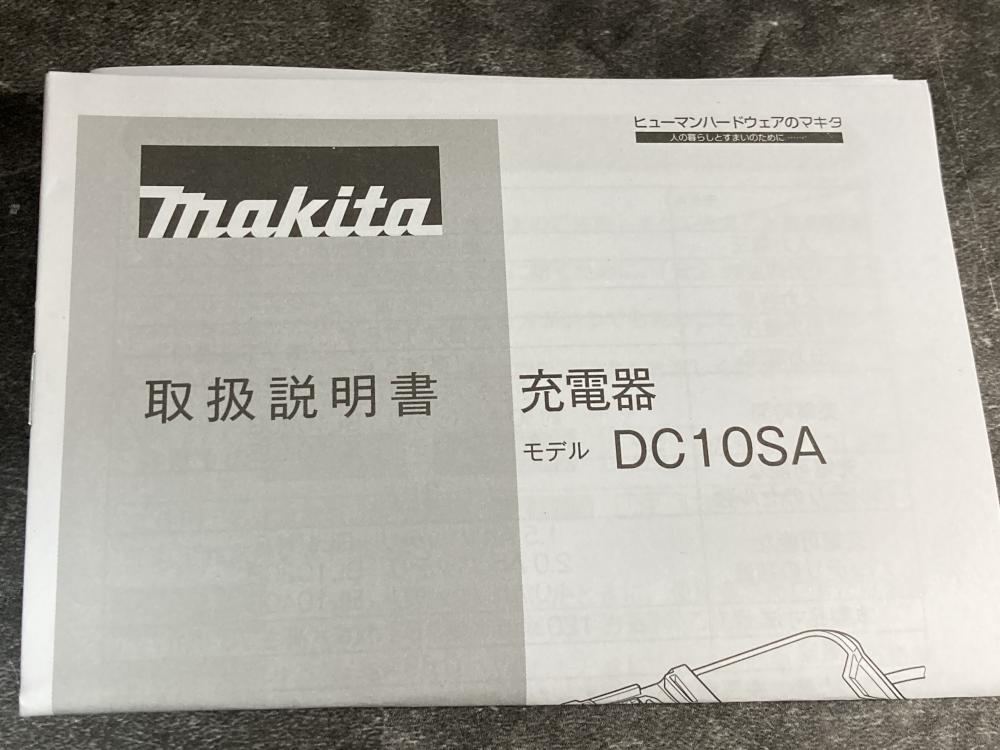 ヒューマンハードウェアのマキタ
人の暮らしとすまいのために……
makita
取扱説明書
充電器
モデル DC10SA